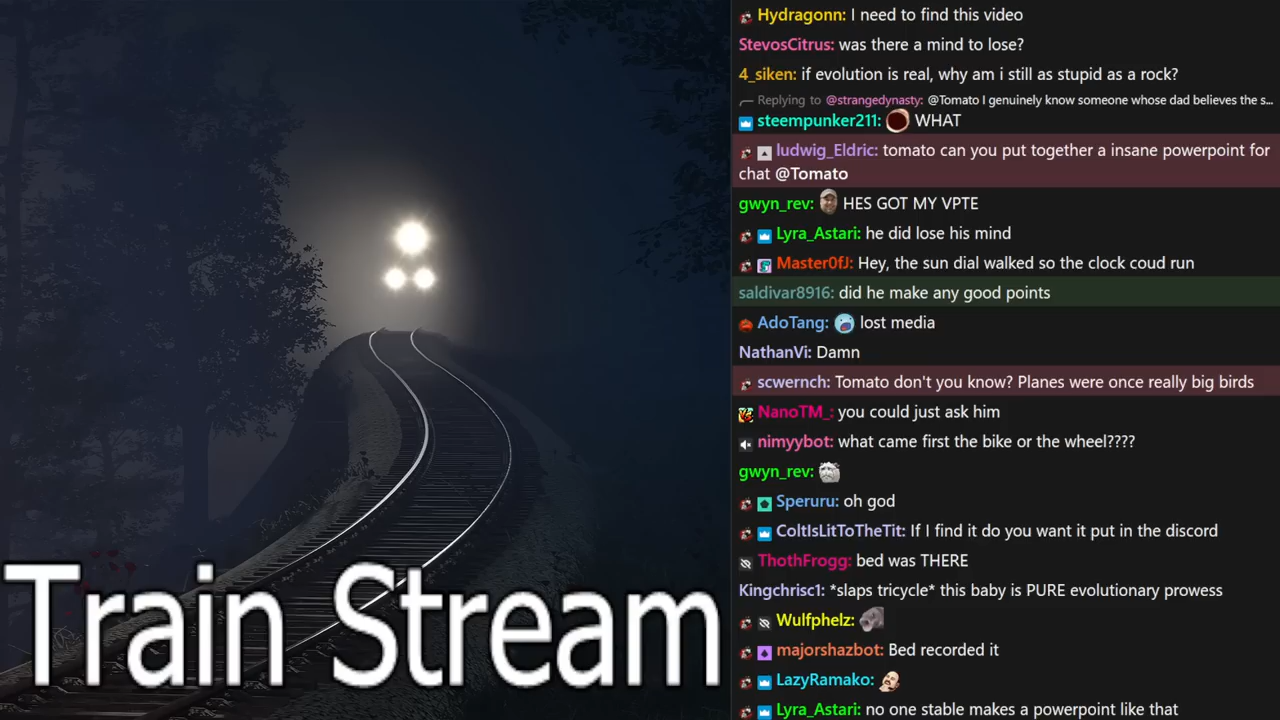 Hydragonn: I need to find this video
StevosCitrus: was there a mind to lose?
4_siken: if evolution is real, why am i still as stupid as a rock?
Replying to @strangedynasty: @Tomato I genuinely know someone whose dad believes the s...
steempunker211: WHAT
ludwig_Eldric: tomato can you put together a insane powerpoint for
chat @Tomato
gwyn_rev: HES GOT MY VPTE
Lyra_Astari: he did lose his mind
Master0fJ: Hey, the sun dial walked so the clock coud run
saldivar8916: did he make any good points
AdoTang: lost media
NathanVi: Damn
scwernch: Tomato don't you know? Planes were once really big birds
NanoTM_: you could just ask him
nimyybot: what came first the bike or the wheel????
gwyn_rev:
Speruru: oh god
ColtIsLitToTheTit: If I find it do you want it put in the discord
ThothFrogg: bed was THERE
Kingchrisc1: *slaps tricycle* this baby is PURE evolutionary prowess
Wulfphelz:
majorshazbot: Bed recorded it
LazyRamako:
Lyra_Astari: no one stable makes a powerpoint like that
Train Stream